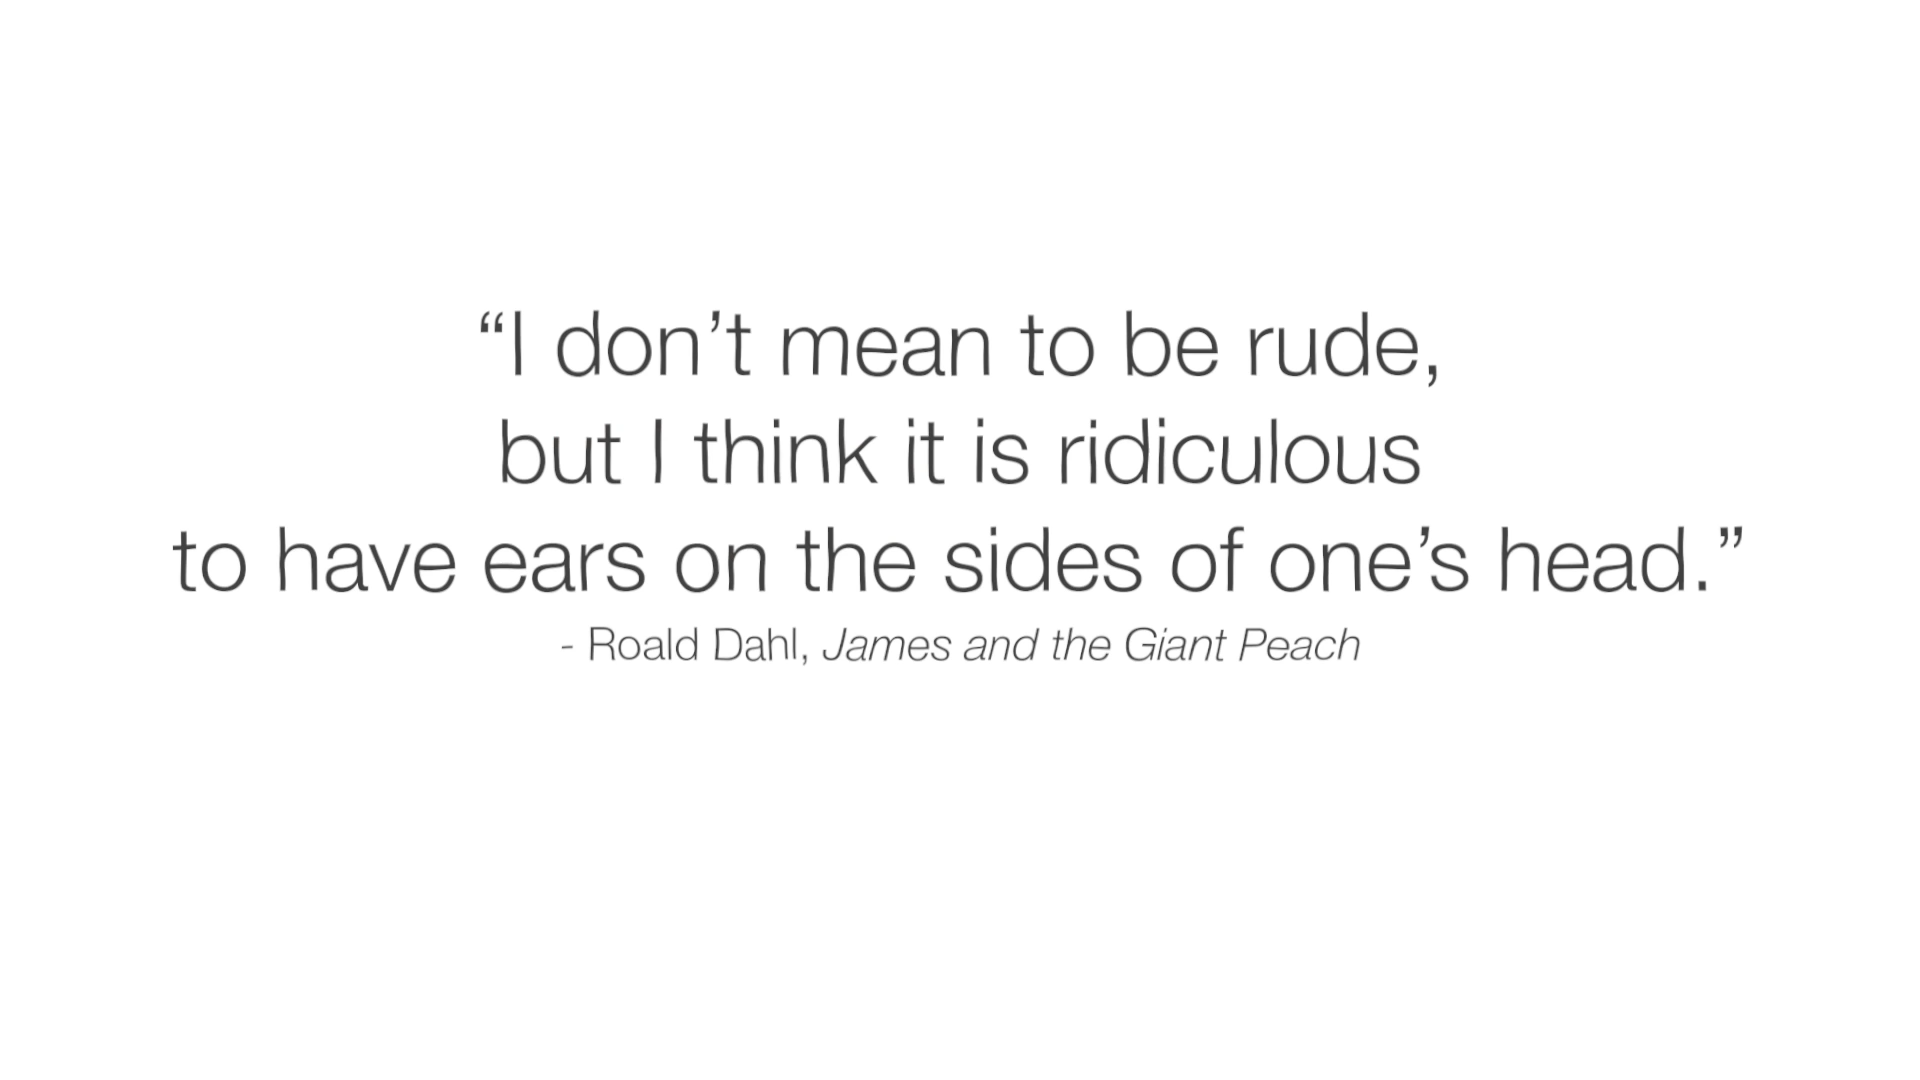 “I don’t mean to be rude,
but I think it is ridiculous
to have ears on the sides of one’s head.”
- Roald Dahl, James and the Giant Peach